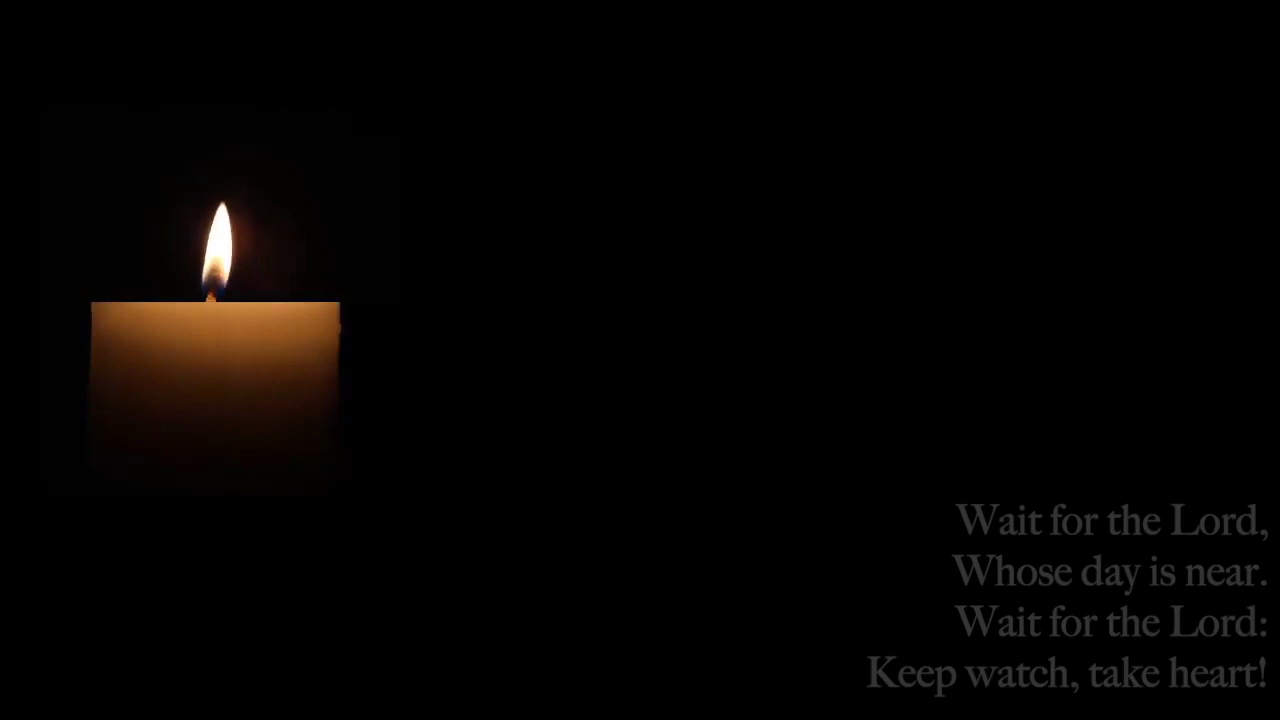 Wait for the Lord,
Whose day is near.
Wait for the Lord:
Keep watch, take heart!